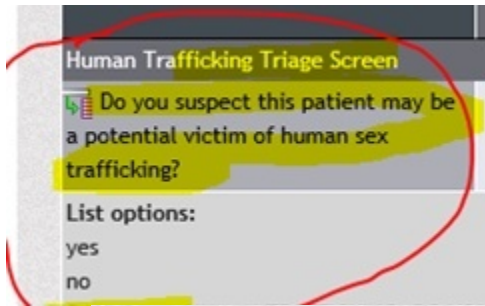 Human Trafficking Triage Screen
Do you suspect this patient may be
a potential victim of human sex
trafficking?
List options:
yes
no